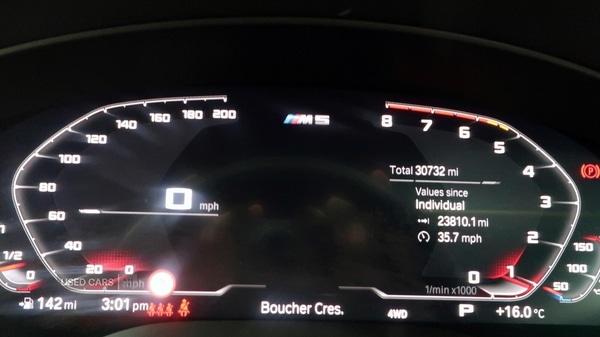 M5
160 180 200
140
120
100
80
60
40
20
0
0 mph
8
7
6
5
4
3
2
1
0
Total 30732 mi
Values since
Individual
23810.1 mi
35.7 mph
1/min x1000
1/2
0
USED CARS mph
0
(P)
150
100
50
142 mi
3:01 pm
Boucher Cres.
4WD
P
+16.0°C